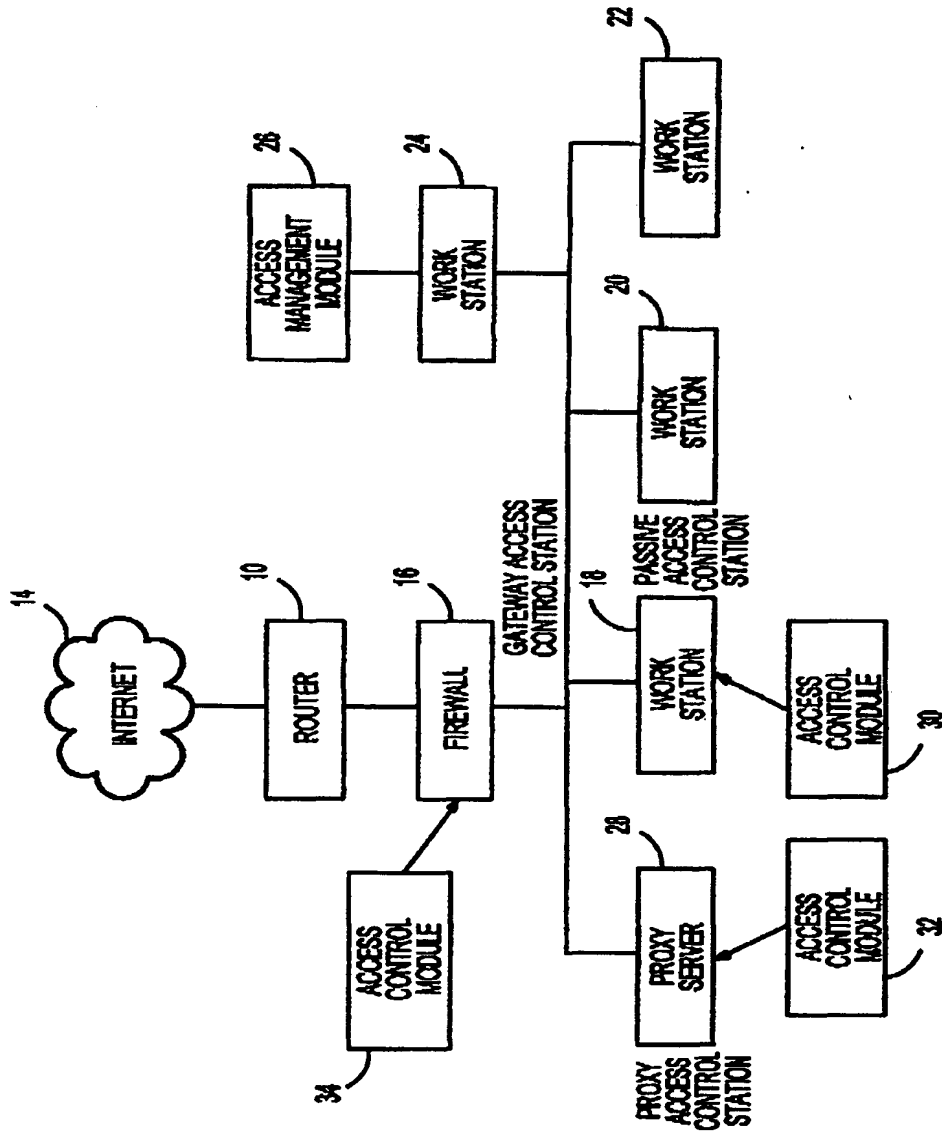 14
INTERNET
10
ROUTER
26
ACCESS
MANAGEMENT
MODULE
34
ACCESS
CONTROL
MODULE
16
FIREWALL
24
WORK
STATION
GATEWAY ACCESS
CONTROL STATION
28
PROXY
SERVER
PROXY
ACCESS
CONTROL
STATION
18
WORK
STATION
PASSIVE
ACCESS
CONTROL
STATION
20
WORK
STATION
22
WORK
STATION
ACCESS
CONTROL
MODULE
32
ACCESS
CONTROL
MODULE
30